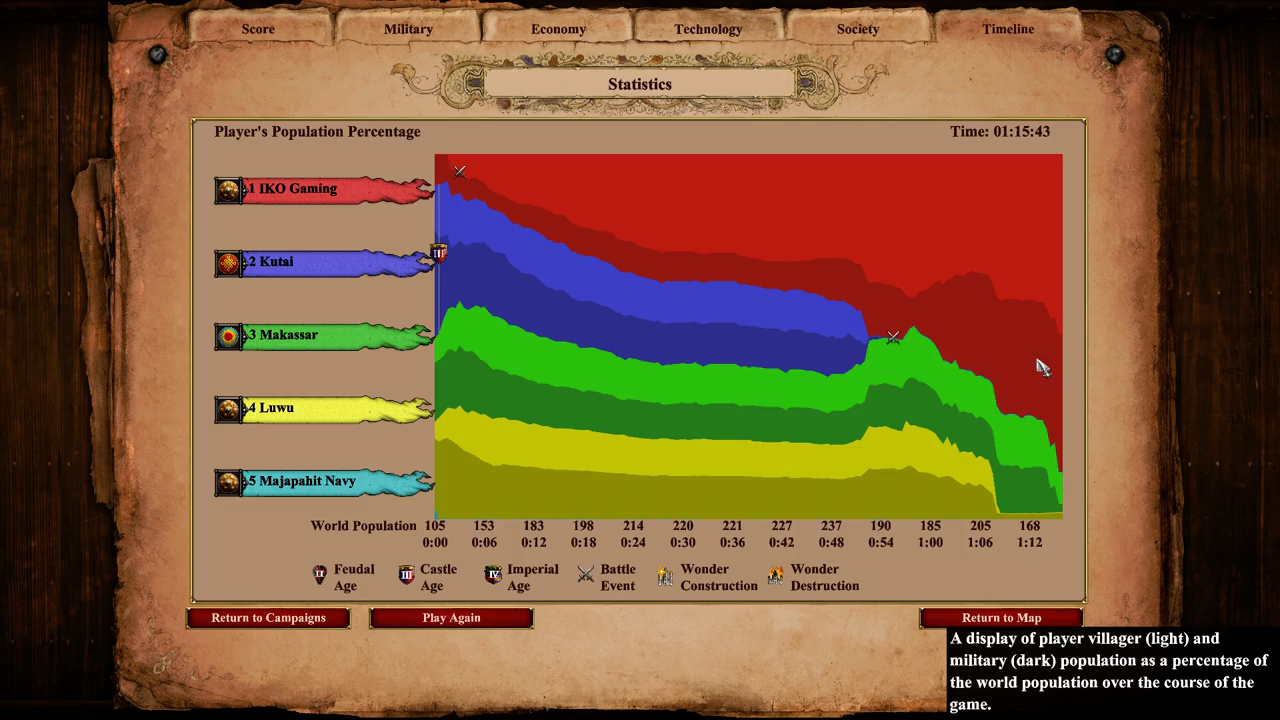 Score Military Economy Technology Society Timeline
Statistics
Player's Population Percentage Time: 01:15:43
1 IKO Gaming
2 Kutai
3 Makassar
4 Luwu
5 Majapahit Navy
World Population 105 153 183 198 214 220 221 227 237 190 185 205 168
0:00 0:06 0:12 0:18 0:24 0:30 0:36 0:42 0:48 0:54 1:00 1:06 1:12
II Feudal Age
III Castle Age
IV Imperial Age
Battle Event
Wonder Construction
Wonder Destruction
III
Return to Campaigns Play Again Return to Map
A display of player villager (light) and
military (dark) population as a percentage of
the world population over the course of the
game.